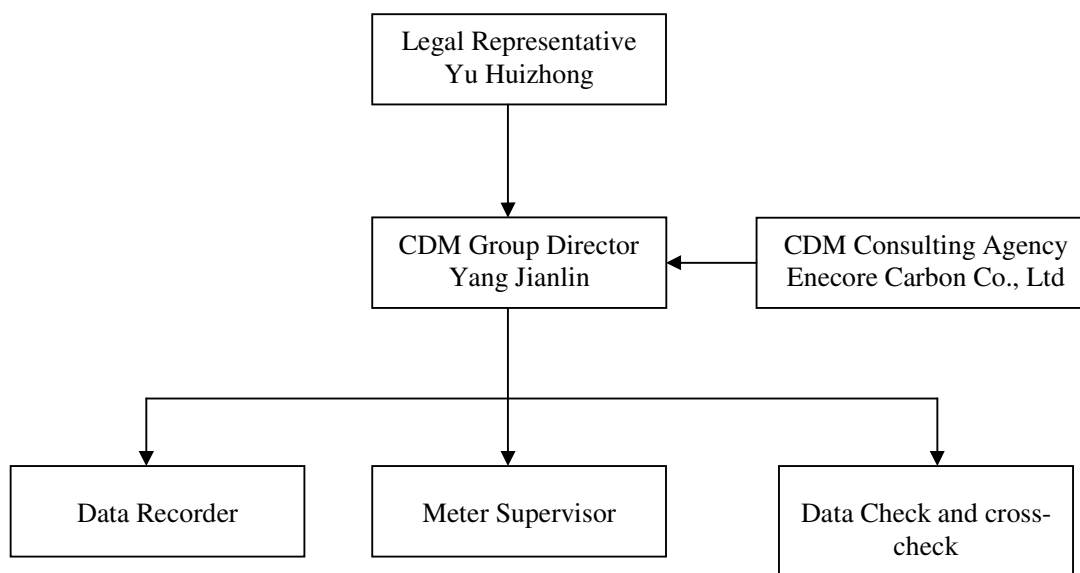 Legal Representative
Yu Huizhong
CDM Group Director
Yang Jianlin
CDM Consulting Agency
Enecore Carbon Co., Ltd
Data Recorder
Meter Supervisor
Data Check and cross-
check